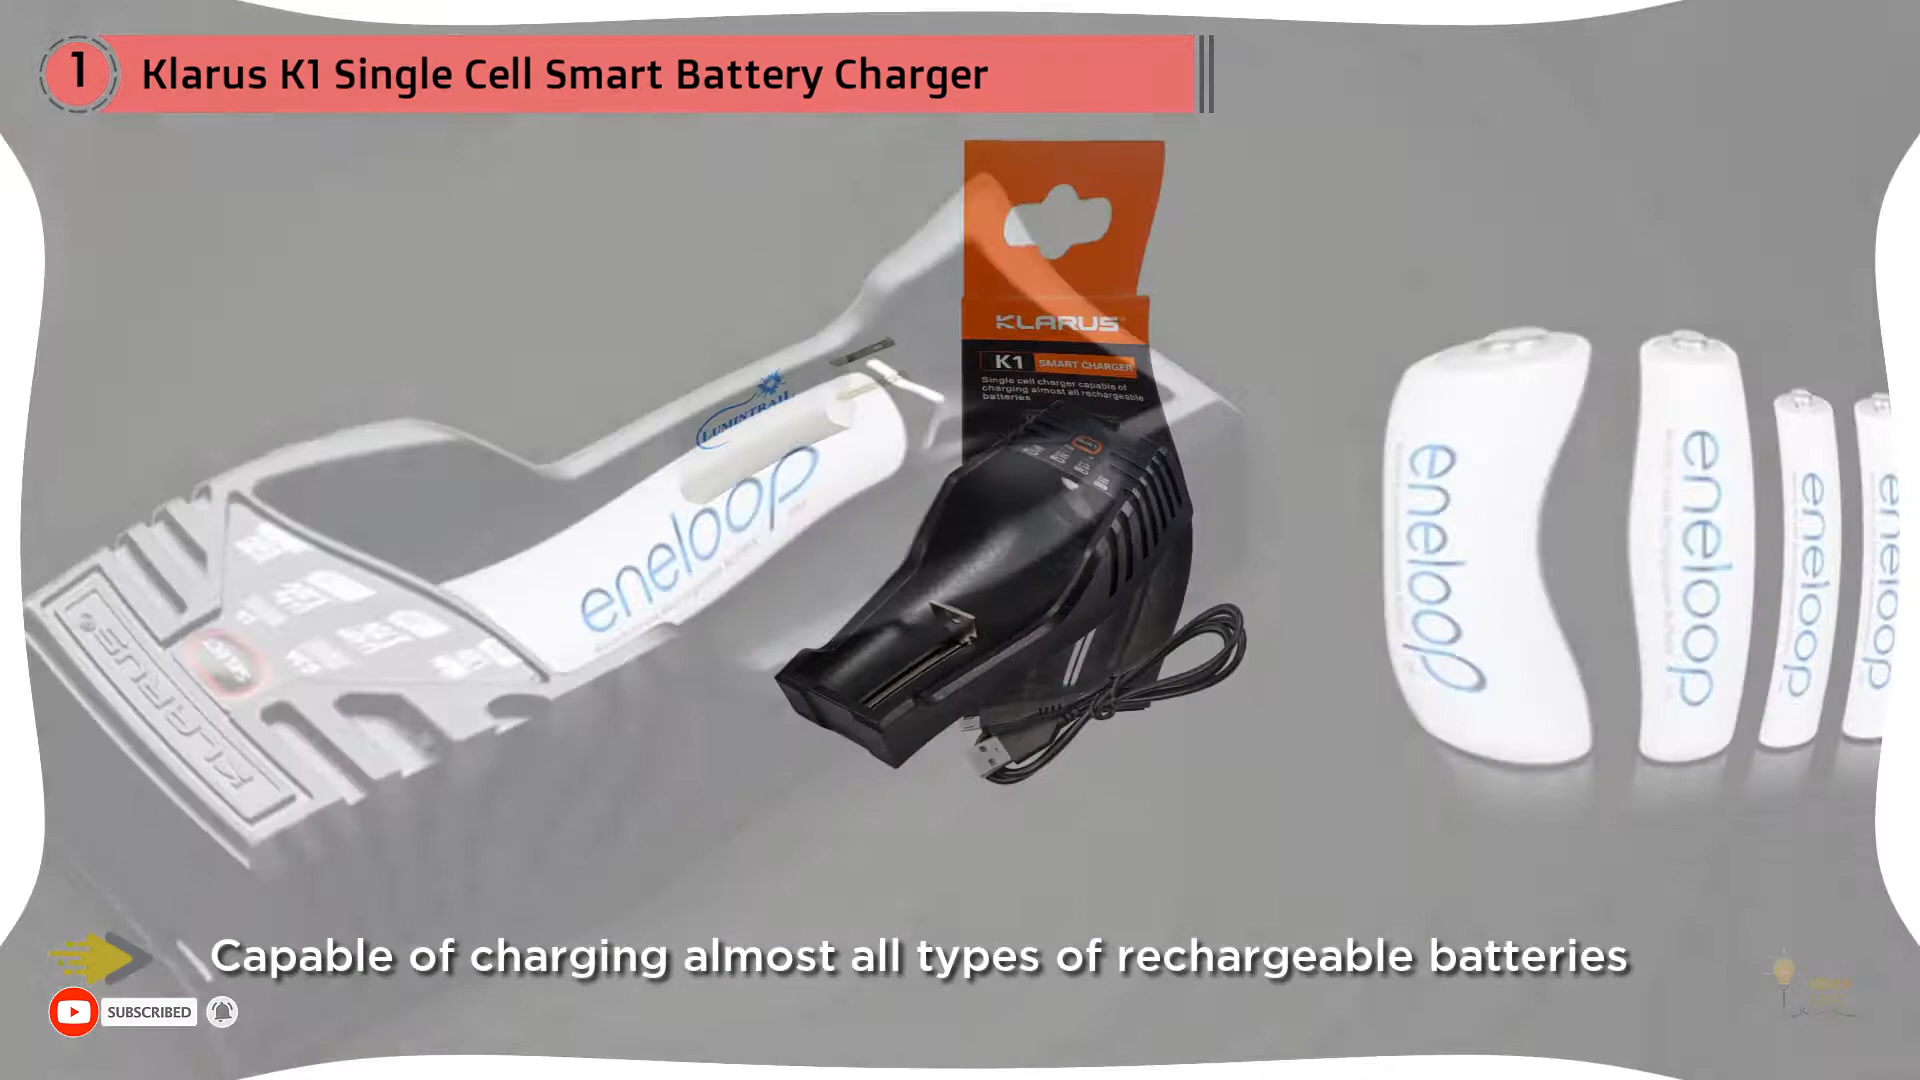 1
Klarus K1 Single Cell Smart Battery Charger
KLARUS
K1 SMART CHARGER
Single cell charger capable of
charging almost all rechargeable
batteries
LUMINTRAIL
eneloop
SELECT
KLARUS
eneloop
eneloop
eneloop
eneloop
Capable of charging almost all types of rechargeable batteries
SUBSCRIBED